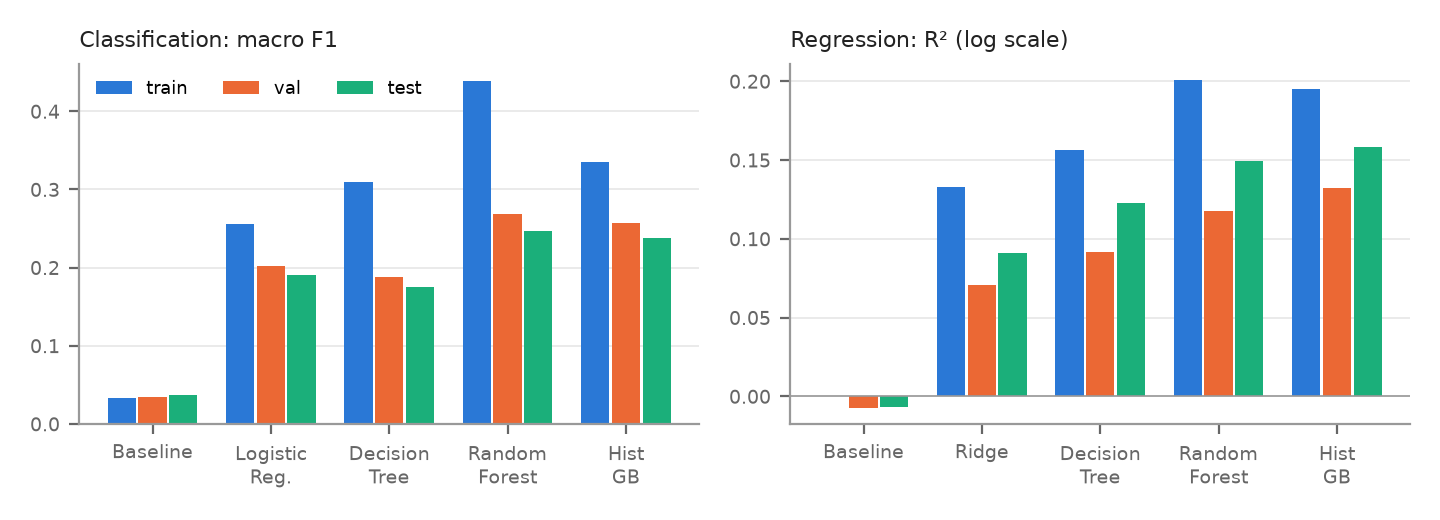 Classification: macro F1
train val test
0.4
0.3
0.2
0.1
0.0
Baseline
Logistic
Reg.
Decision
Tree
Random
Forest
Hist
GB
Regression: R² (log scale)
0.20
0.15
0.10
0.05
0.00
Baseline
Ridge
Decision
Tree
Random
Forest
Hist
GB